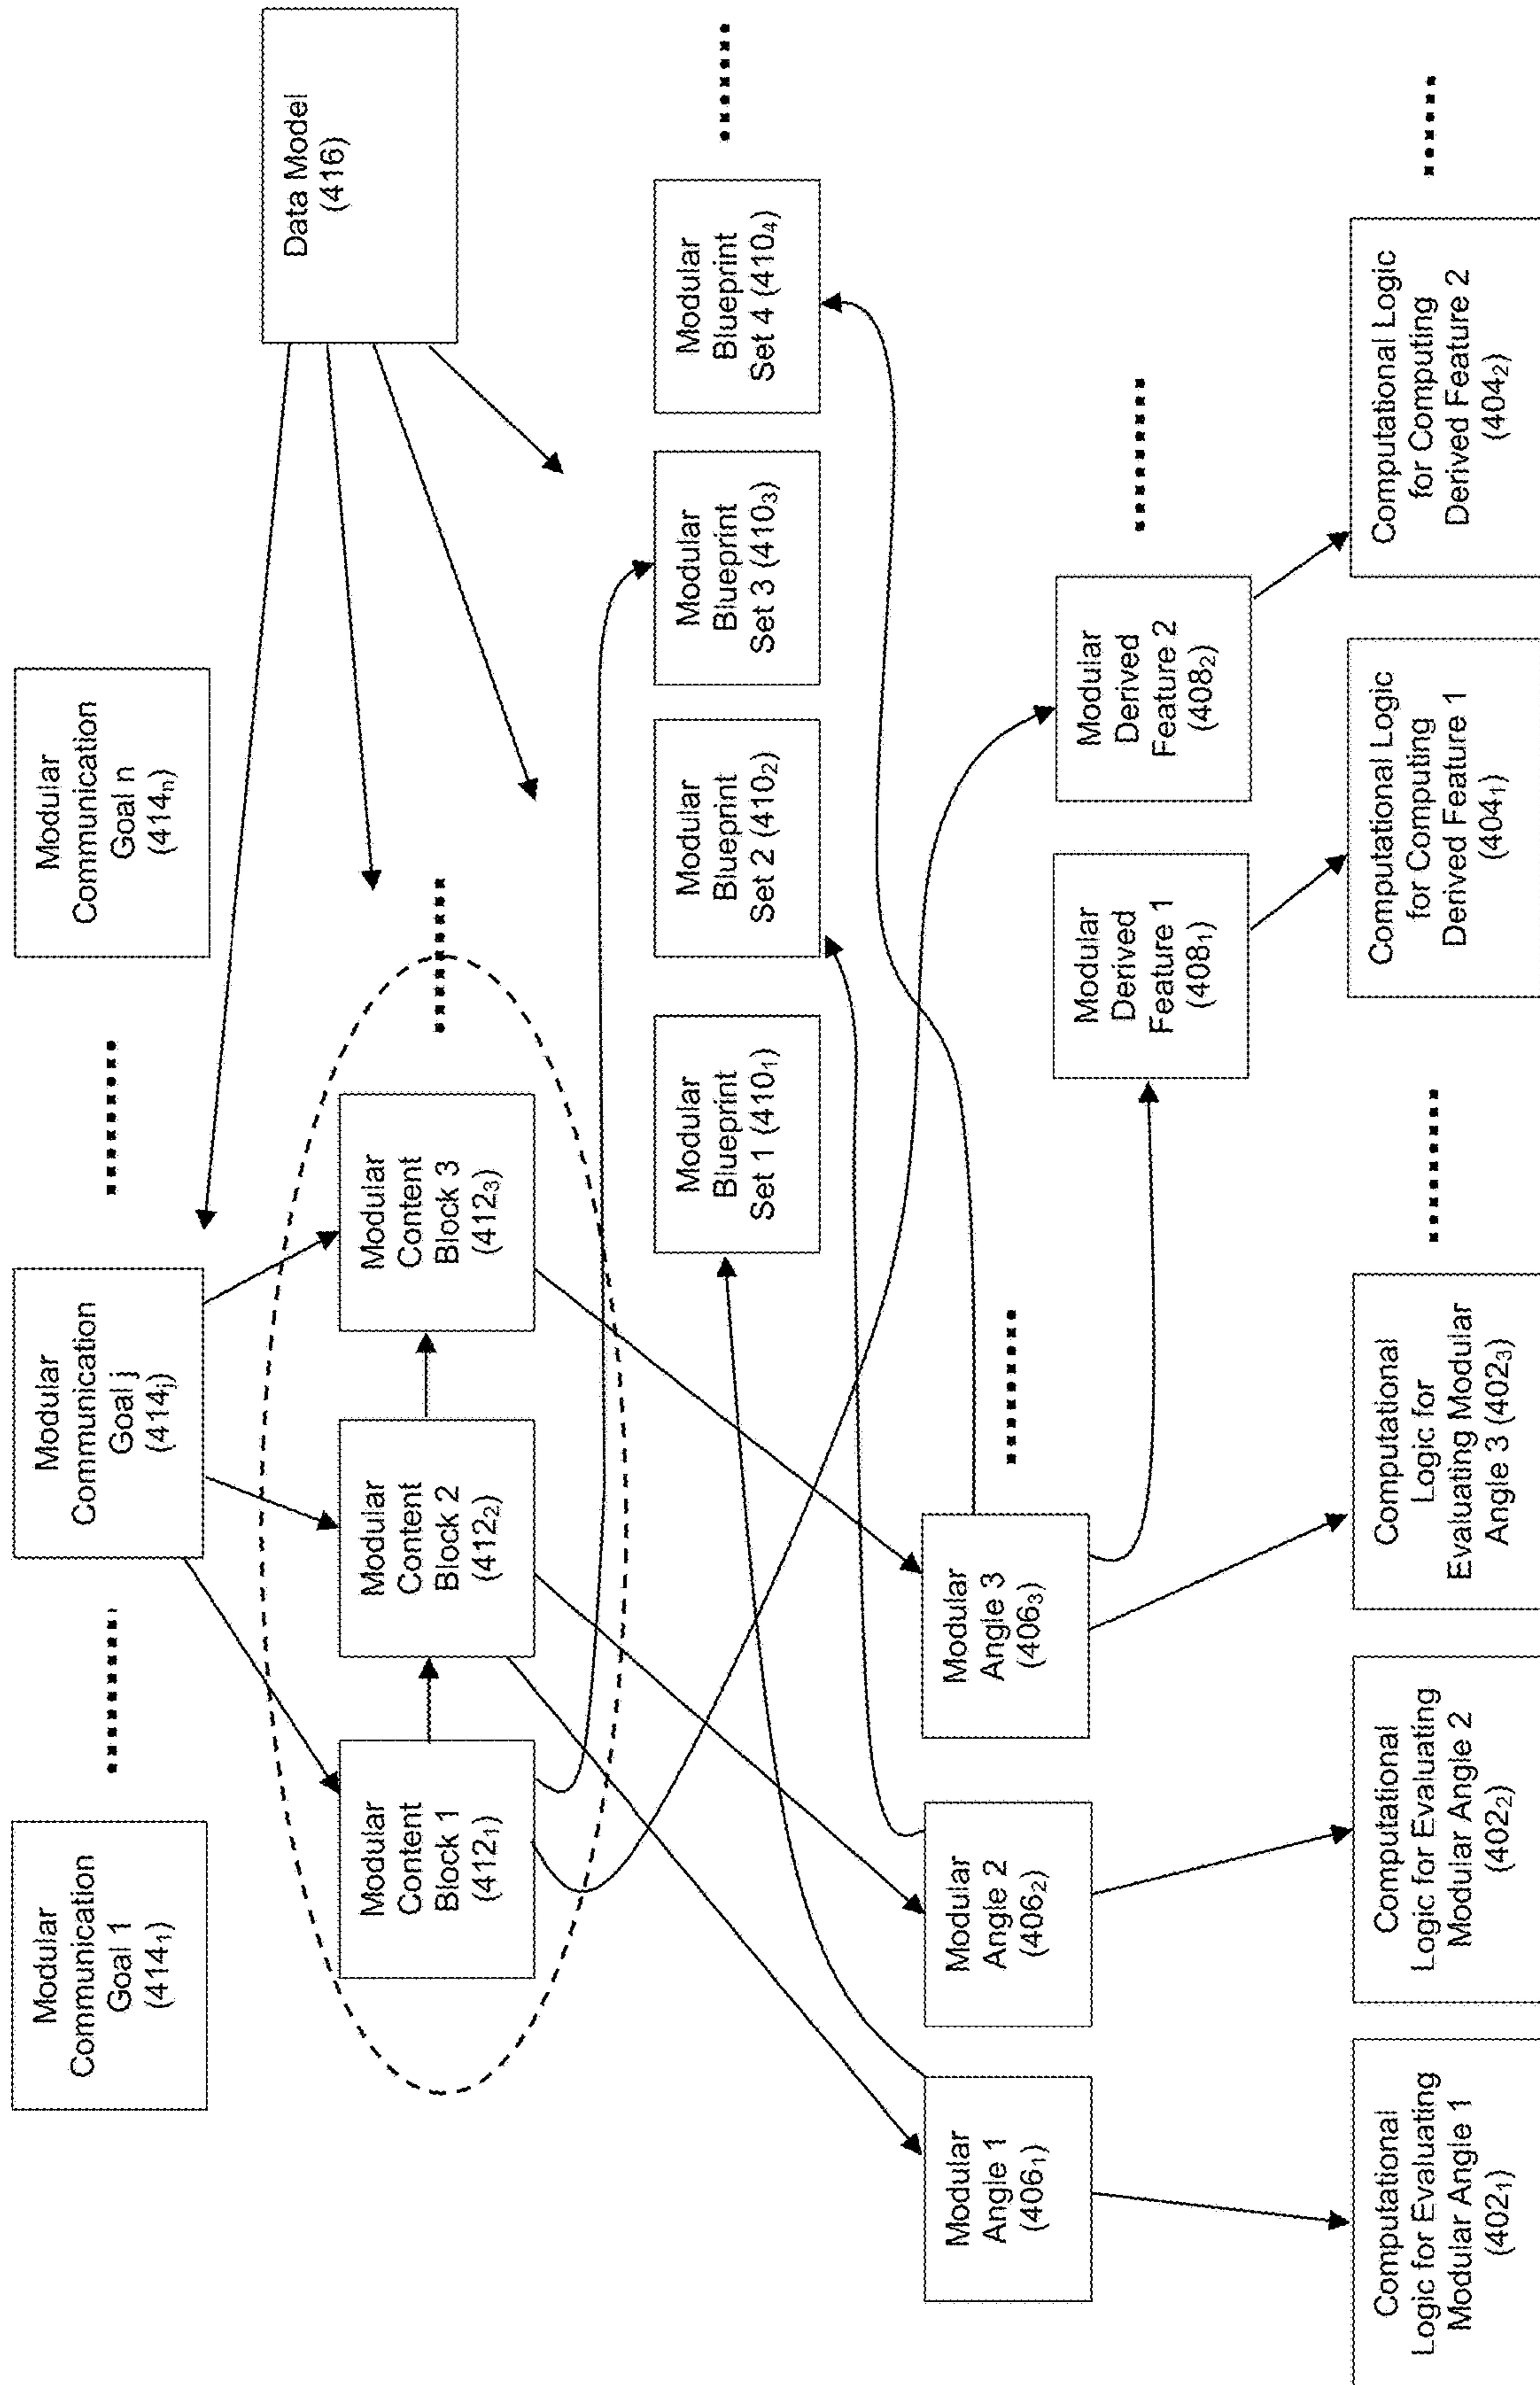 Modular
Communication
Goal 1
(414₁)
Modular
Communication
Goal j
(414ⱼ)
Modular
Communication
Goal n
(414ₙ)
Data Model
(416)
Modular
Content
Block 1
(412₁)
Modular
Content
Block 2
(412₂)
Modular
Content
Block 3
(412₃)
Modular
Blueprint
Set 1 (410₁)
Modular
Blueprint
Set 2 (410₂)
Modular
Blueprint
Set 3 (410₃)
Modular
Blueprint
Set 4 (410₄)
Modular
Angle 1
(406₁)
Modular
Angle 2
(406₂)
Modular
Angle 3
(406₃)
Modular
Derived
Feature 1
(408₁)
Modular
Derived
Feature 2
(408₂)
Computational
Logic for Evaluating
Modular Angle 1
(402₁)
Computational
Logic for Evaluating
Modular Angle 2
(402₂)
Computational
Logic for
Evaluating Modular
Angle 3 (402₃)
Computational Logic
for Computing
Derived Feature 1
(404₁)
Computational Logic
for Computing
Derived Feature 2
(404₂)